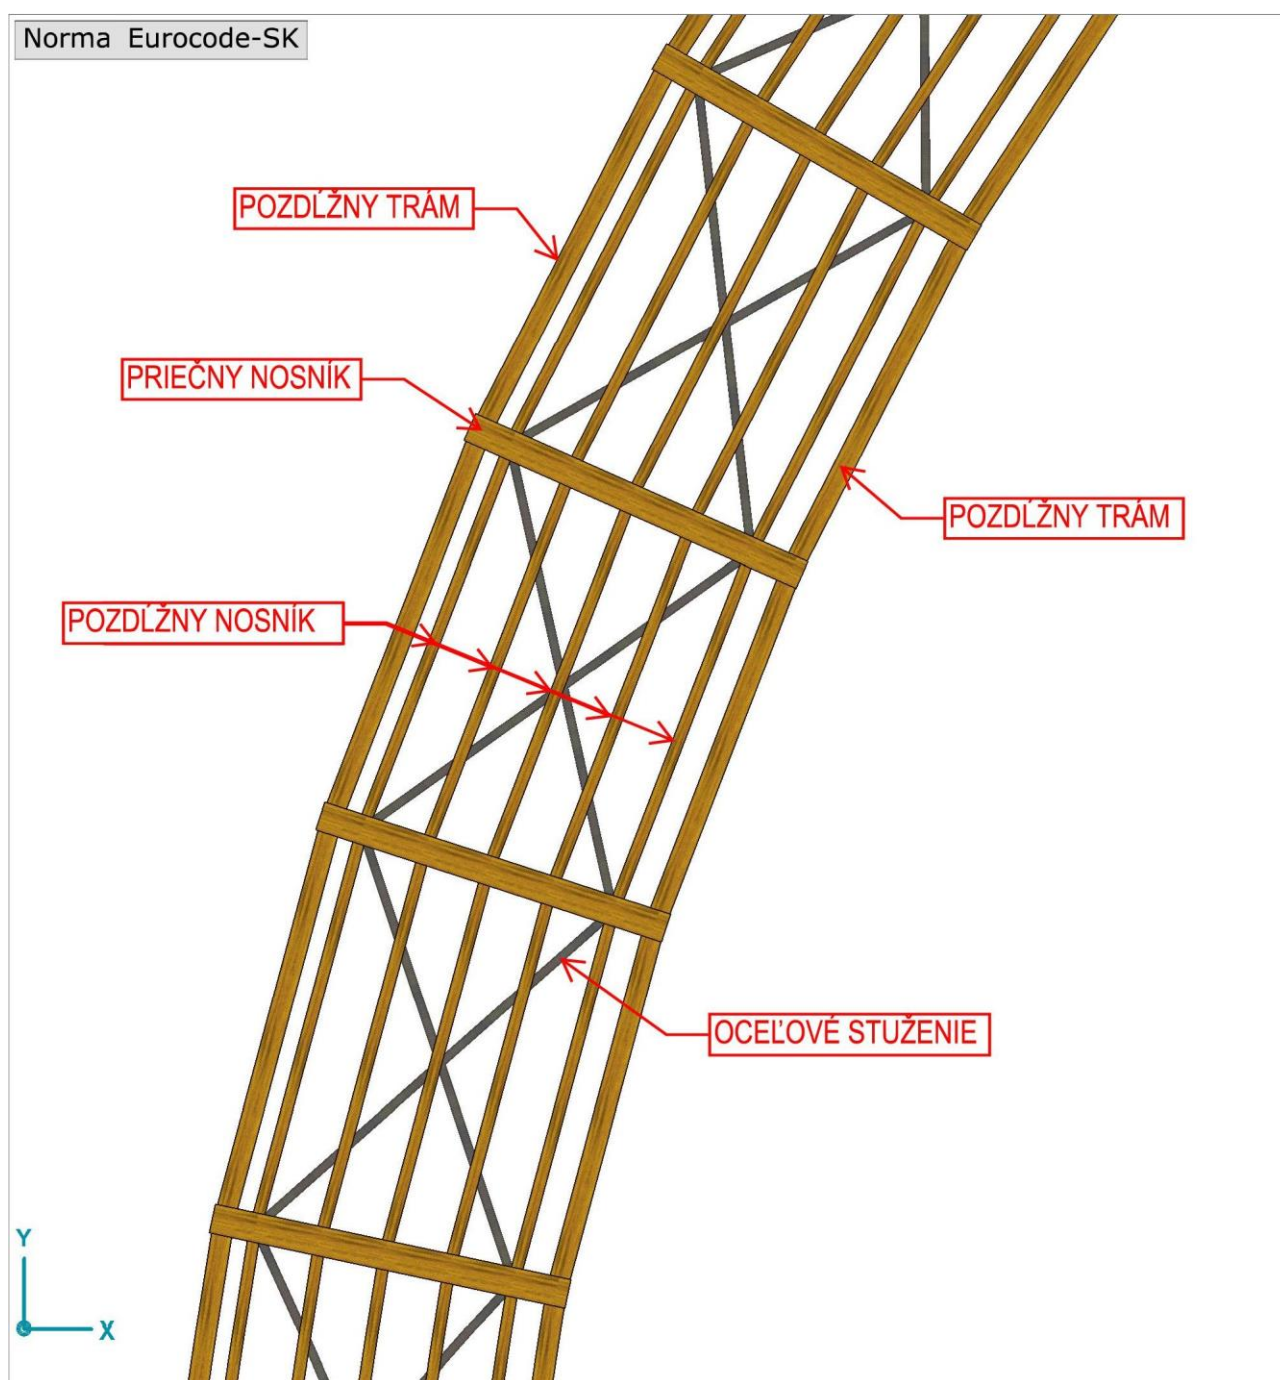 Norma Eurocode-SK
POZDĹŽNY TRÁM
PRIEČNY NOSNÍK
POZDĹŽNY TRÁM
POZDĹŽNY NOSNÍK
OCEĽOVÉ STUŽENIE
Y
X